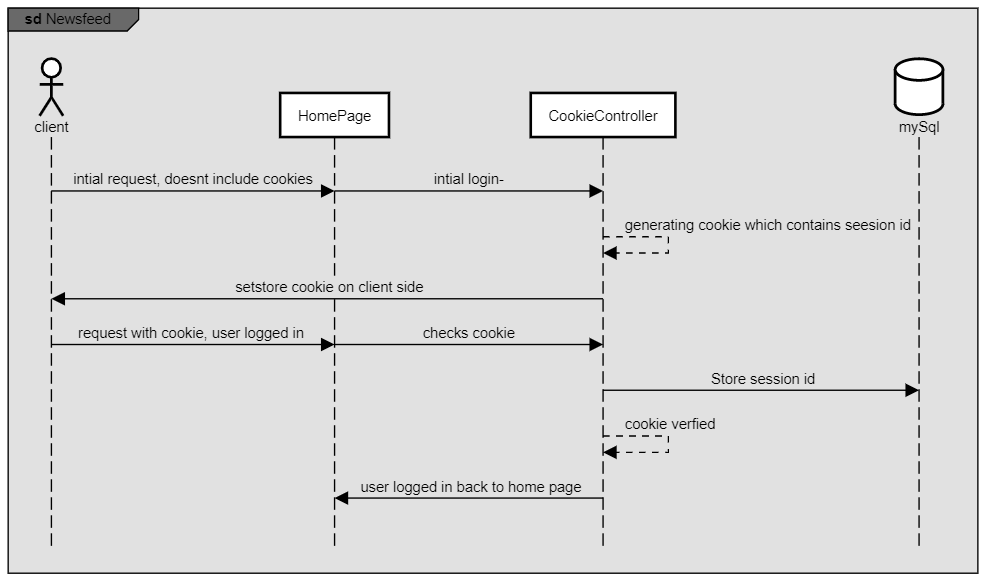 sd Newsfeed
client
HomePage
CookieController
mySql
intial request, doesnt include cookies
intial login-
generating cookie which contains seesion id
setstore cookie on client side
request with cookie, user logged in
checks cookie
Store session id
cookie verfied
user logged in back to home page